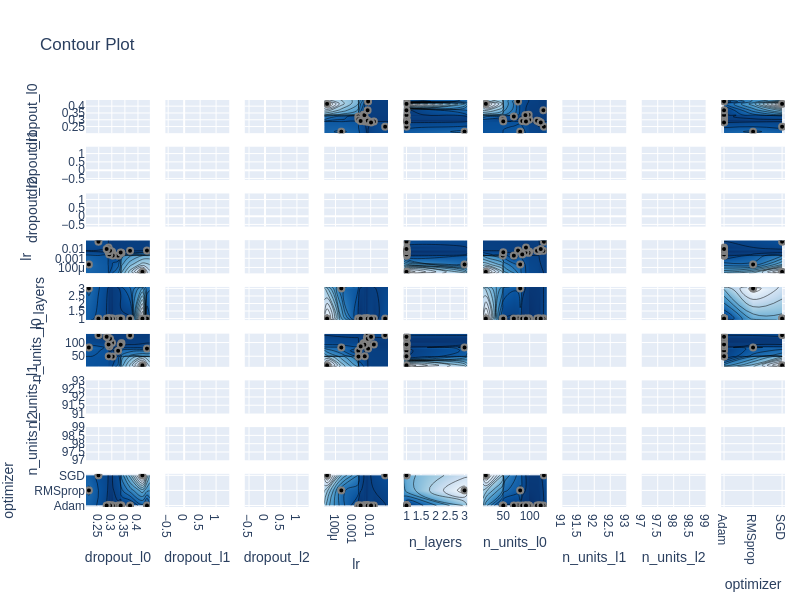 Contour Plot
dropout_l0
0.4
0.35
0.3
0.25
dropout_l1
1
0.5
0
−0.5
dropout_l2
1
0.5
0
−0.5
lr
0.01
0.001
100μ
n_layers
3
2.5
2
1.5
1
n_units_l0
100
50
n_units_l1
93
92.5
92
91.5
91
n_units_l2
99
98.5
98
97.5
97
optimizer
SGD
RMSprop
Adam
0.25
0.3
0.35
0.4
−0.5
0
0.5
1
−0.5
0
0.5
1
100μ
0.001
0.01
1 1.5 2 2.5 3
50 100
91
91.5
92
92.5
93
97
97.5
98
98.5
99
Adam
RMSprop
SGD
dropout_l0
dropout_l1
dropout_l2
lr
n_layers
n_units_l0
n_units_l1
n_units_l2
optimizer